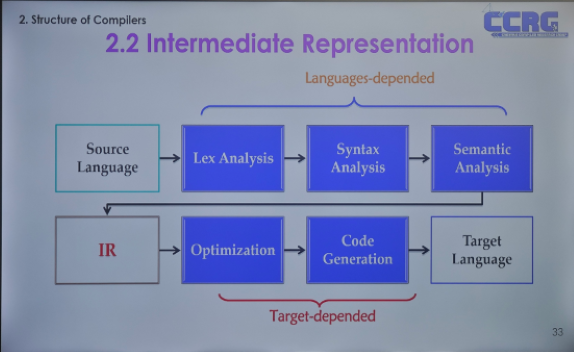 2. Structure of Compilers
CCRG
2.2 Intermediate Representation
Languages-depended
Source
Language
Lex Analysis
Syntax
Analysis
Semantic
Analysis
IR
Optimization
Code
Generation
Target
Language
Target-depended
33